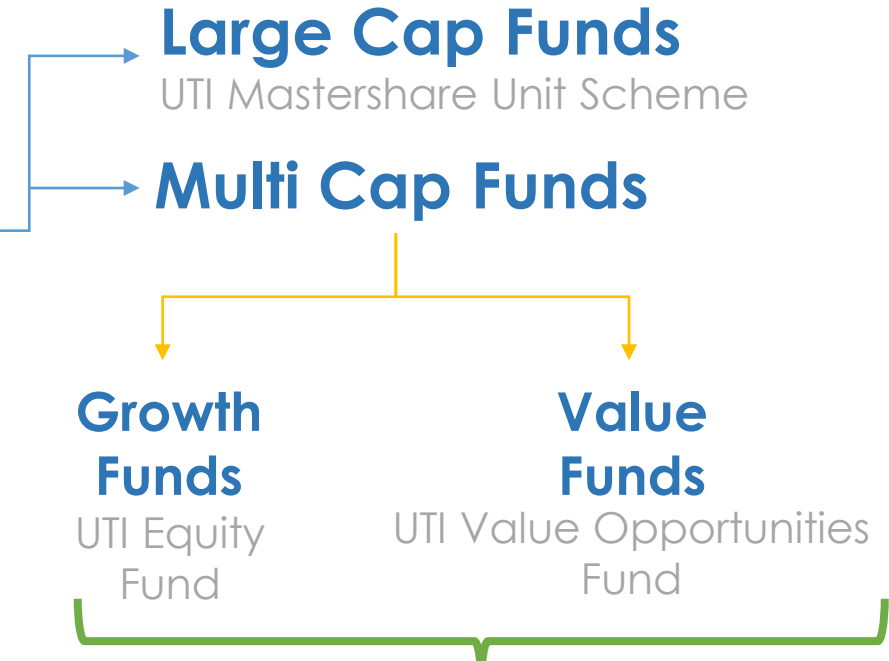 Large Cap Funds
UTI Mastershare Unit Scheme
Multi Cap Funds
Growth
Funds
UTI Equity
Fund
Value
Funds
UTI Value Opportunities
Fund